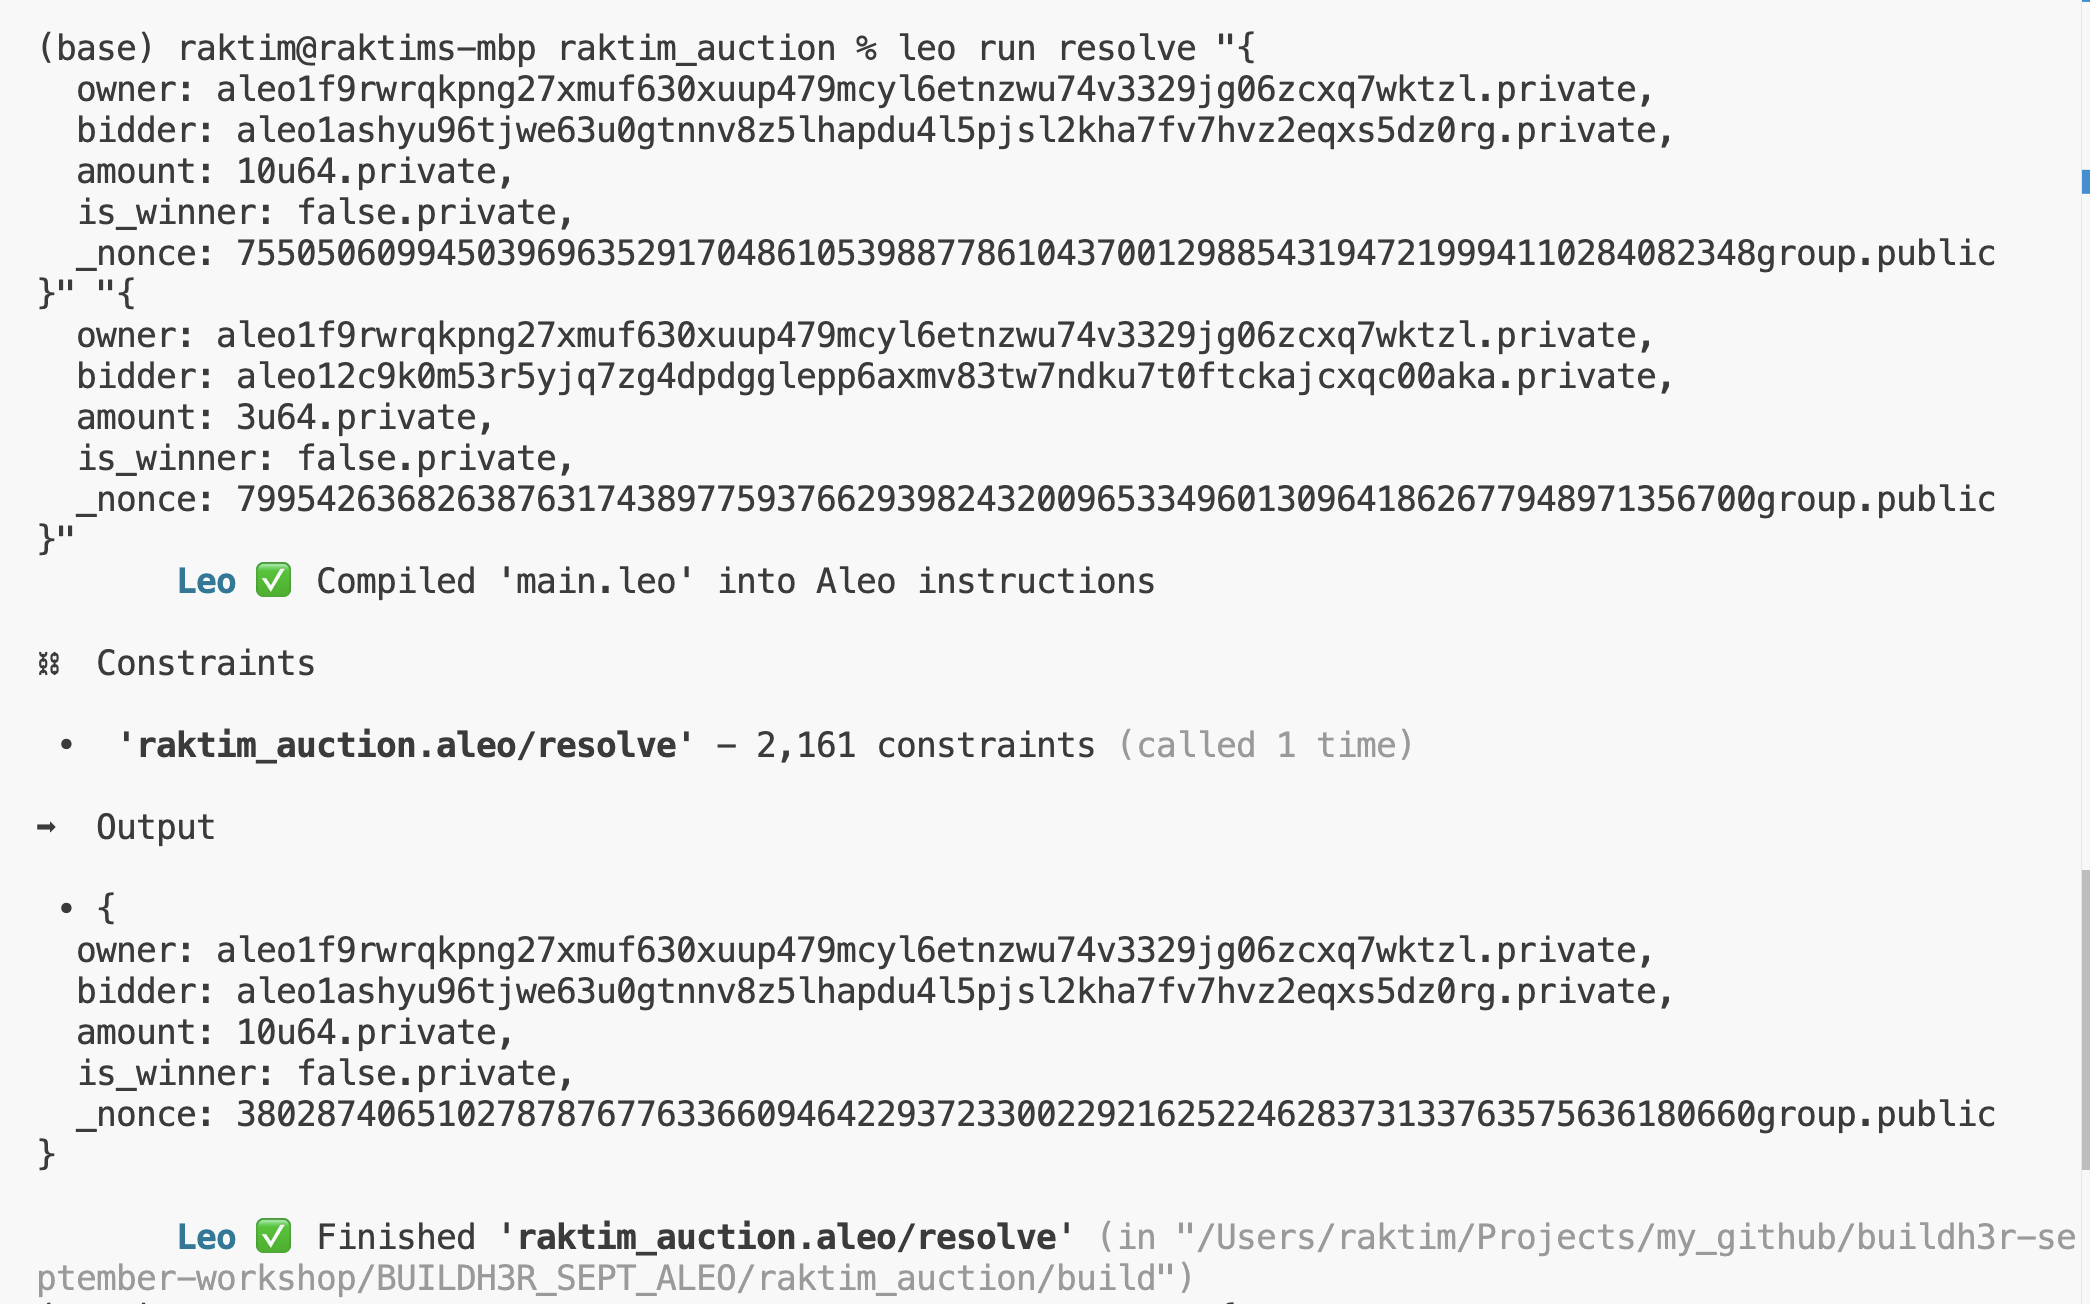 (base) raktim@raktims-mbp raktim_auction % leo run resolve "{
  owner: aleo1f9rwrqkpng27xmuf630xuup479mcyl6etnzwu74v3329jg06zcxq7wktzl.private,
  bidder: aleo1ashyu96tjwe63u0gtnnv8z5lhapdu4l5pjsl2kha7fv7hvz2eqxs5dz0rg.private,
  amount: 10u64.private,
  is_winner: false.private,
  _nonce: 7550506099450396963529170486105398877861043700129885431947219994110284082348group.public
}" "{
  owner: aleo1f9rwrqkpng27xmuf630xuup479mcyl6etnzwu74v3329jg06zcxq7wktzl.private,
  bidder: aleo12c9k0m53r5yjq7zg4dpdgglepp6axmv83tw7ndku7t0ftckajcxqc00aka.private,
  amount: 3u64.private,
  is_winner: false.private,
  _nonce: 7995426368263876317438977593766293982432009653349601309641862677948971356700group.public
}"
       Leo ✅ Compiled 'main.leo' into Aleo instructions
⛓  Constraints
 •  'raktim_auction.aleo/resolve' – 2,161 constraints (called 1 time)
➡  Output
 • {
  owner: aleo1f9rwrqkpng27xmuf630xuup479mcyl6etnzwu74v3329jg06zcxq7wktzl.private,
  bidder: aleo1ashyu96tjwe63u0gtnnv8z5lhapdu4l5pjsl2kha7fv7hvz2eqxs5dz0rg.private,
  amount: 10u64.private,
  is_winner: false.private,
  _nonce: 3802874065102787876776336609464229372330022921625224628373133763575636180660group.public
}
       Leo ✅ Finished 'raktim_auction.aleo/resolve' (in "/Users/raktim/Projects/my_github/buildh3r-se
ptember-workshop/BUILDH3R_SEPT_ALEO/raktim_auction/build")